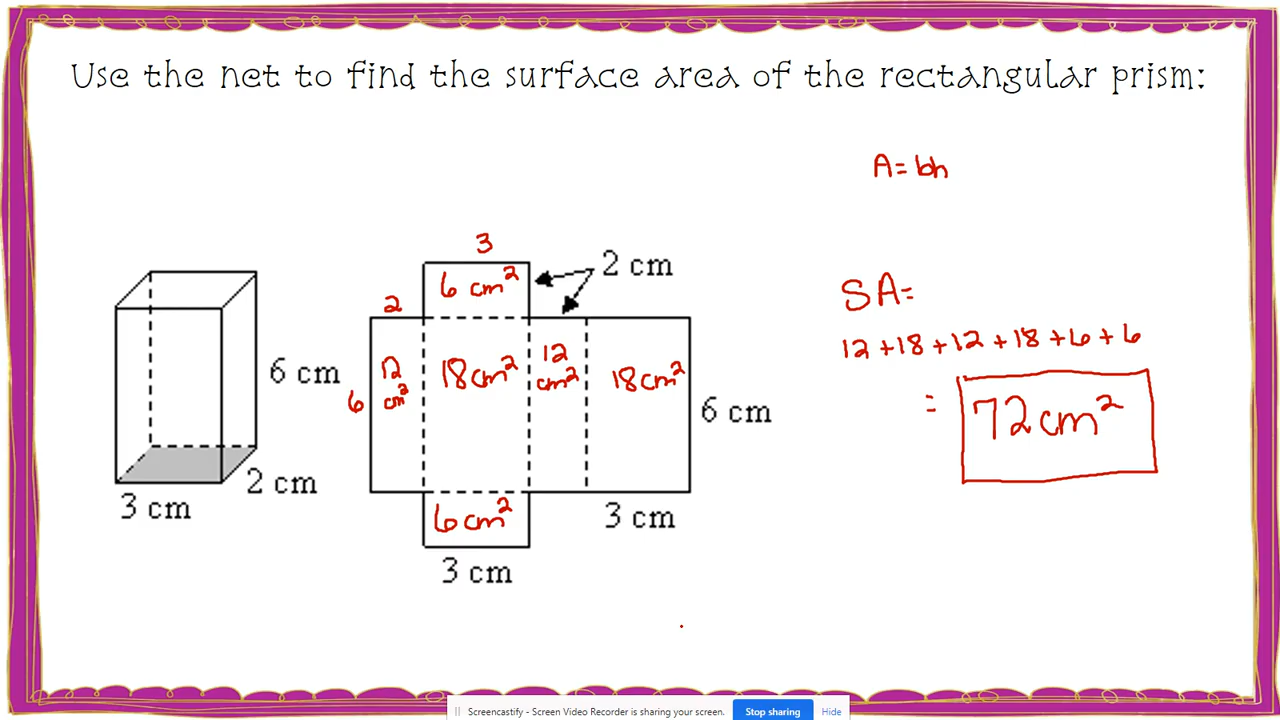 Use the net to find the surface area of the rectangular prism:
A = bh
3
2 cm
6 cm²
2
SA=
12 +18 +12 +18 +6 +6
12
cm²
18cm²
12
cm²
18cm²
6 cm
6
6 cm
= 72cm²
2 cm
3 cm
6cm²
3 cm
3 cm
Screencastify - Screen Video Recorder is sharing your screen.
Stop sharing
Hide